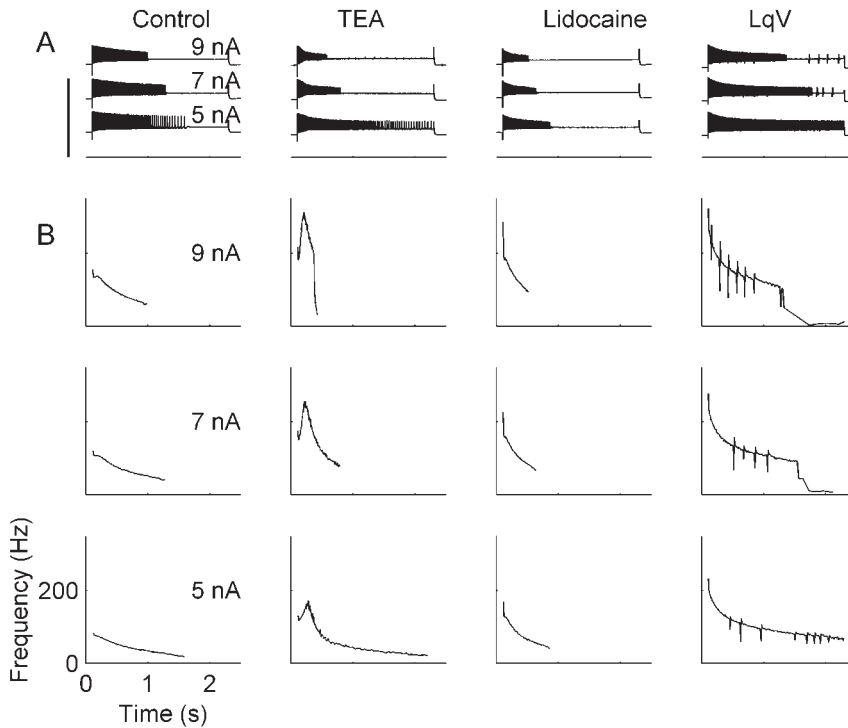 Control TEA Lidocaine LqV
A
9 nA
7 nA
5 nA
B
9 nA
7 nA
5 nA
Frequency (Hz)
200
0
0 1 2
Time (s)